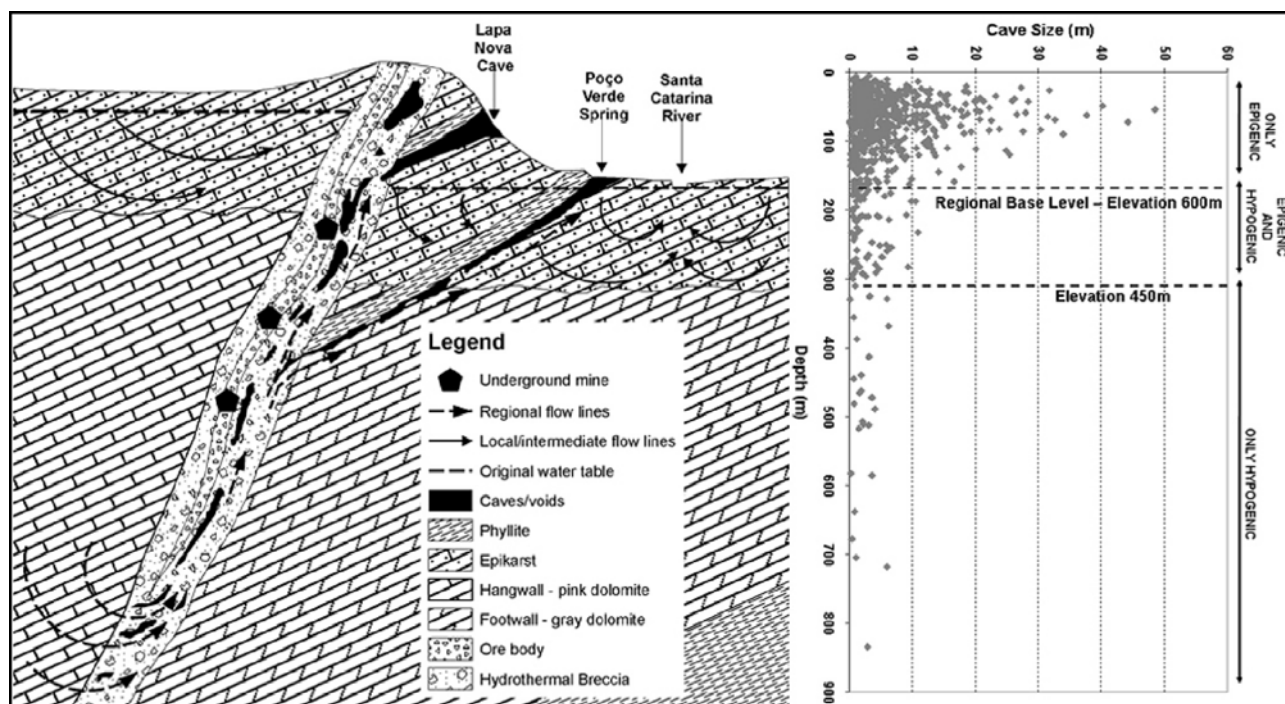 Lapa
Nova
Cave
Poço
Verde
Spring
Santa
Catarina
River
Legend
Underground mine
Regional flow lines
Local/intermediate flow lines
Original water table
Caves/voids
Phyllite
Epikarst
Hangwall - pink dolomite
Footwall - gray dolomite
Ore body
Hydrothermal Breccia
Cave Size (m)
0 10 20 30 40 50 60
Depth (m)
0
100
200
300
400
500
600
700
800
900
Regional Base Level – Elevation 600m
Elevation 450m
ONLY
EPIGENIC
EPIGENIC
AND
HYPOGENIC
ONLY HYPOGENIC